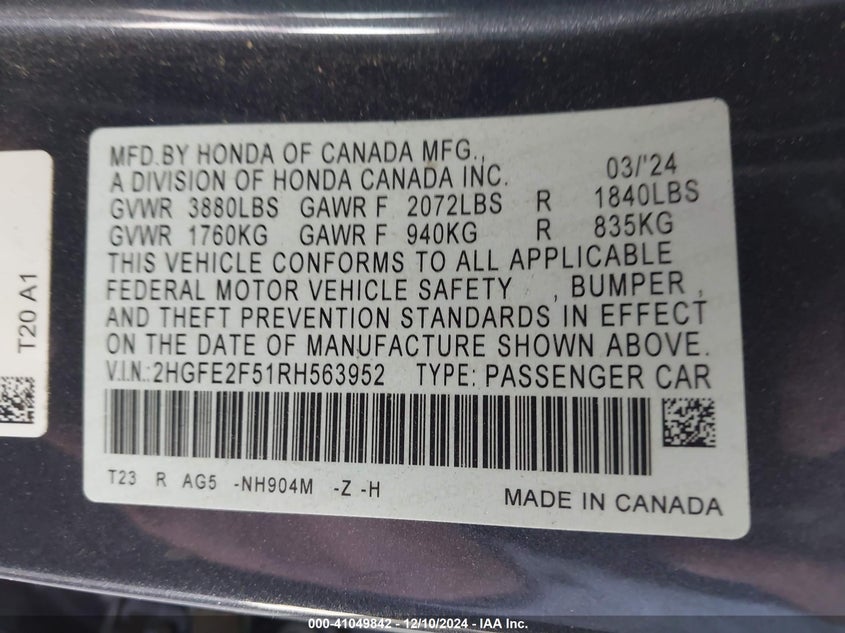 MFD.BY HONDA OF CANADA MFG.,
A DIVISION OF HONDA CANADA INC. 03/'24
GVWR 3880LBS GAWR F 2072LBS R 1840LBS
GVWR 1760KG GAWR F 940KG R 835KG
THIS VEHICLE CONFORMS TO ALL APPLICABLE
FEDERAL MOTOR VEHICLE SAFETY , BUMPER ,
AND THEFT PREVENTION STANDARDS IN EFFECT
ON THE DATE OF MANUFACTURE SHOWN ABOVE.
V.I.N.:2HGFE2F51RH563952 TYPE: PASSENGER CAR
T23 R AG5 -NH904M -Z -H
MADE IN CANADA
T20 A1
000-41049842 - 12/10/2024 - IAA Inc.